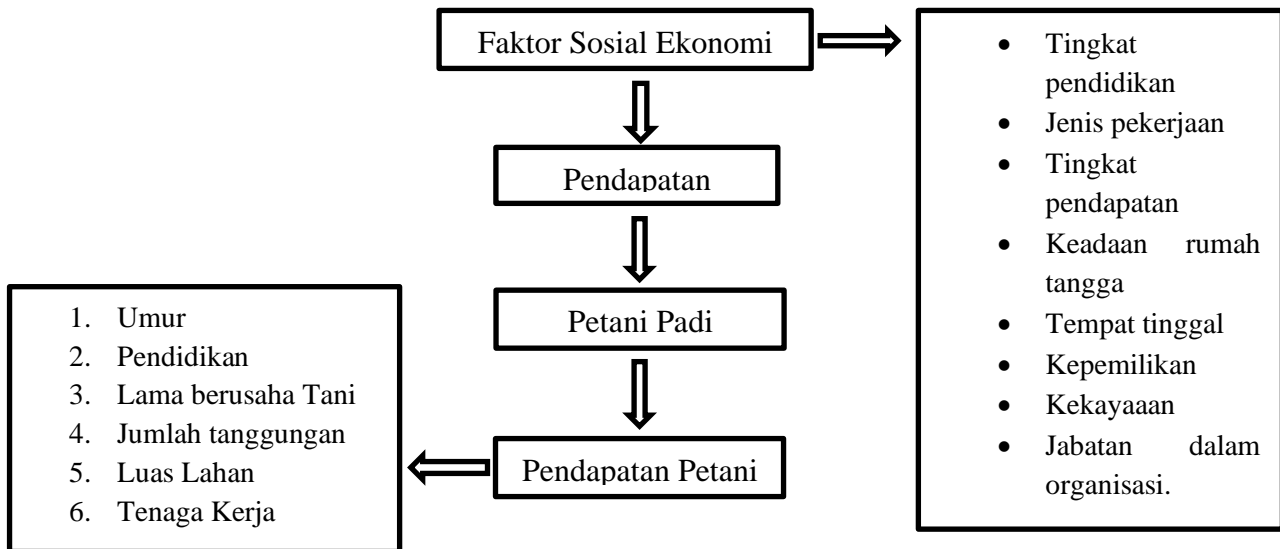 Faktor Sosial Ekonomi
• Tingkat
pendidikan
• Jenis pekerjaan
• Tingkat
pendapatan
• Keadaan rumah
tangga
• Tempat tinggal
• Kepemilikan
• Kekayaaan
• Jabatan dalam
organisasi.
Pendapatan
Petani Padi
Pendapatan Petani
1. Umur
2. Pendidikan
3. Lama berusaha Tani
4. Jumlah tanggungan
5. Luas Lahan
6. Tenaga Kerja